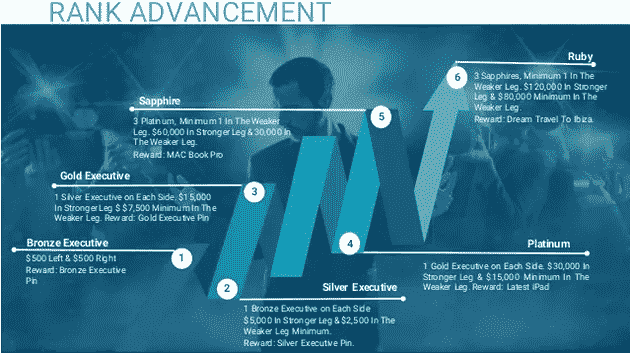 RANK ADVANCEMENT
Ruby
6
3 Sapphires, Minimum 1 In The
Weaker Leg. $120,000 In Stronger
Leg & $80,000 Minimum In The
Weaker Leg.
Reward: Dream Travel To Ibiza.
Sapphire
5
3 Platinum, Minimum 1 In The Weaker
Leg. $60,000 In Stronger Leg & 30,000 In
The Weaker Leg.
Reward: MAC Book Pro
Gold Executive
3
1 Silver Executive on Each Side. $15,000
In Stronger Leg $ $7,500 Minimum In The
Weaker Leg. Reward: Gold Executive Pin
Bronze Executive
1
$500 Left & $500 Right
Reward: Bronze Executive
Pin
4
Platinum
1 Gold Executive on Each Side. $30,000 In
Stronger Leg & $15,000 Minimum In The
Weaker Leg. Reward: Latest iPad
2
Silver Executive
1 Bronze Executive on Each Side
$5,000 In Stronger Leg & $2,500 In The
Weaker Leg Minimum.
Reward: Silver Executive Pin.